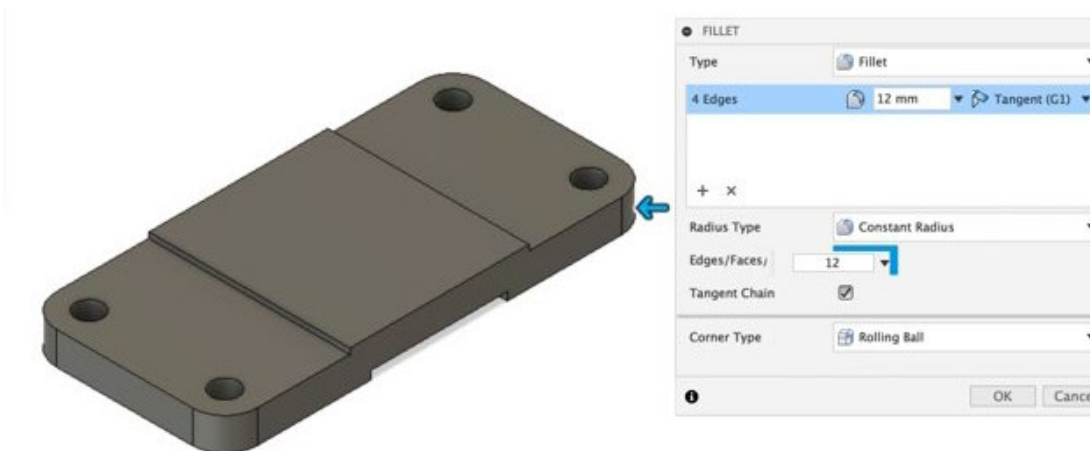 FILLET
Type Fillet
4 Edges 12 mm Tangent (G1)
+ ×
Radius Type Constant Radius
Edges/Faces/ 12
Tangent Chain
Corner Type Rolling Ball
OK Cance